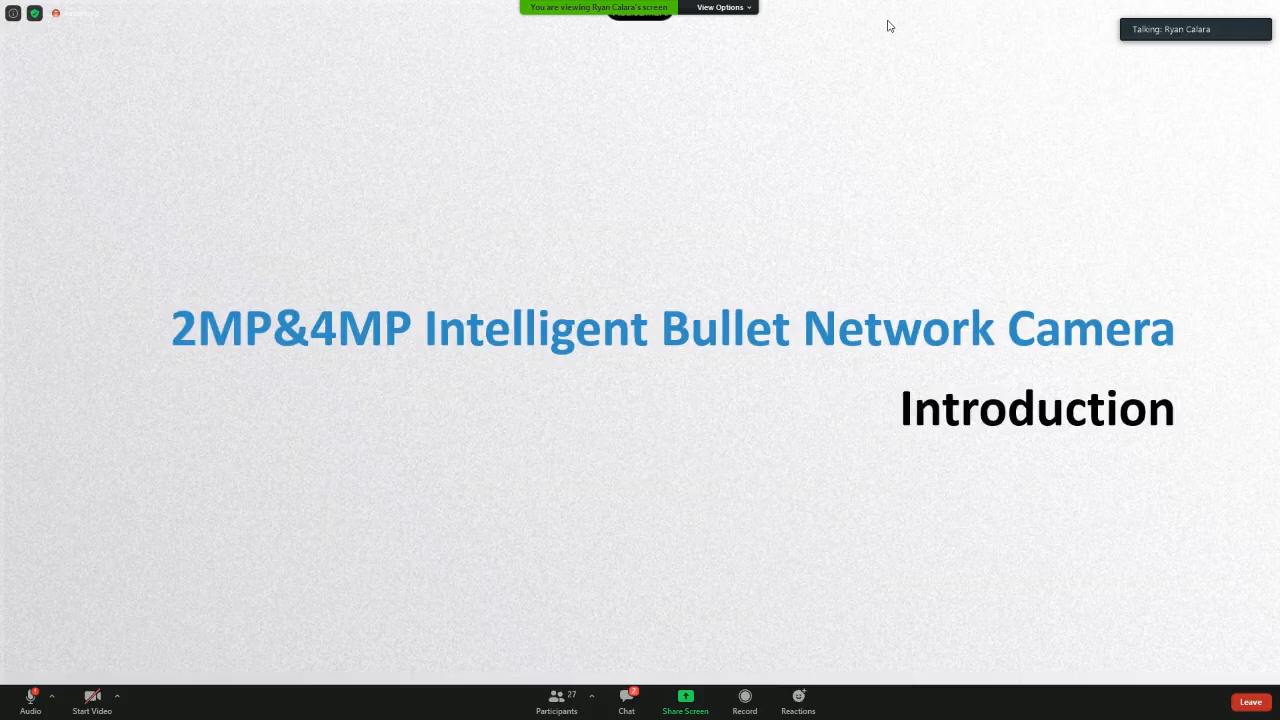 You are viewing Ryan Calara's screen
View Options
Talking: Ryan Calara
2MP&4MP Intelligent Bullet Network Camera
Introduction
Audio
Start Video
27
Participants
2
Chat
Share Screen
Record
Reactions
Leave